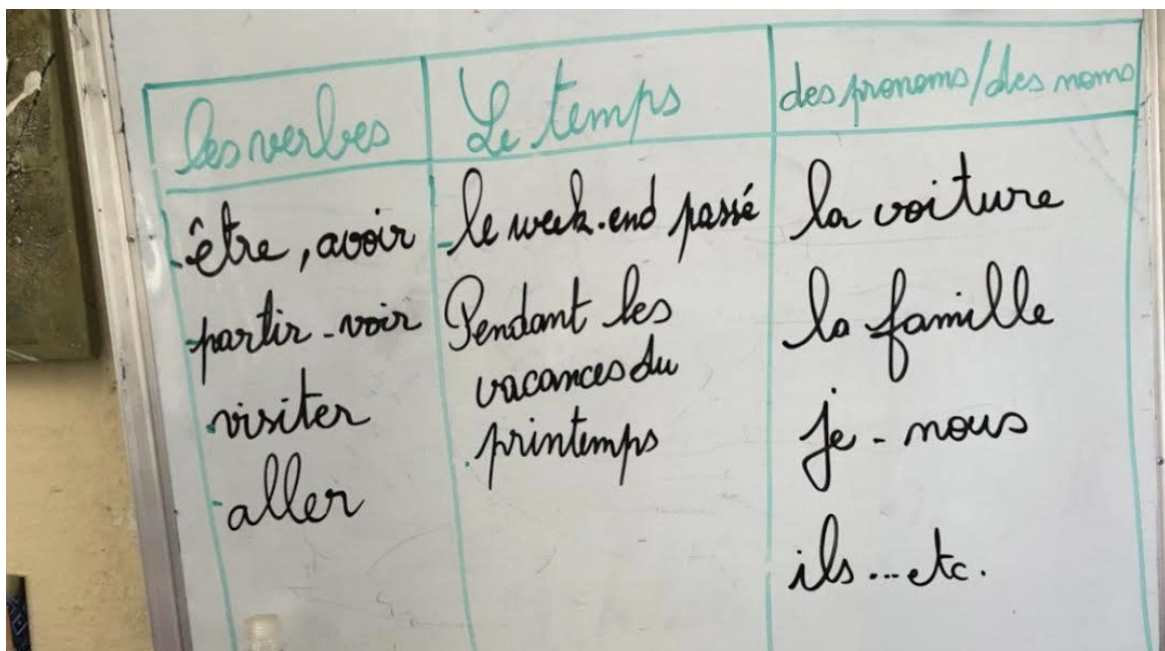 les verbes
Le temps
des pronoms/des noms
-être, avoir
-partir-voir
-visiter
-aller
-le week-end passé
Pendant les
vacances du
printemps
la voiture
la famille
je-nous
ils...etc.